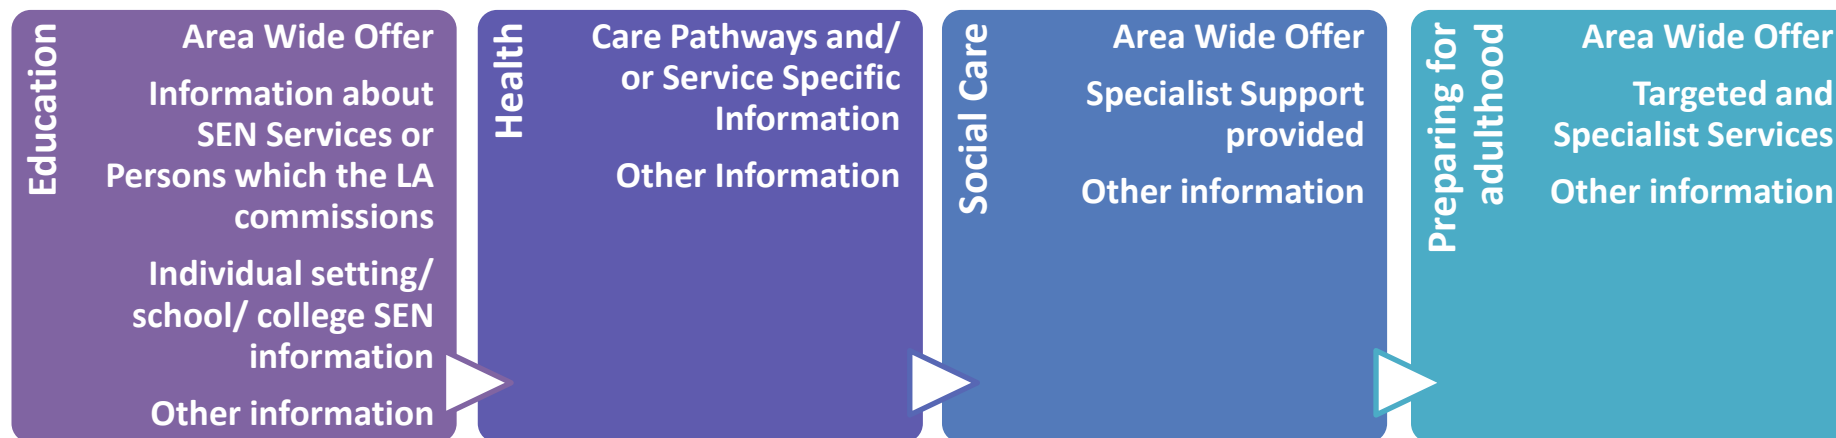 Education
Area Wide Offer
Information about
SEN Services or
Persons which the LA
commissions
Individual setting/
school/ college SEN
information
Other information
Health
Care Pathways and/
or Service Specific
Information
Other Information
Social Care
Area Wide Offer
Specialist Support
provided
Other information
Preparing for
adulthood
Area Wide Offer
Targeted and
Specialist Services
Other information